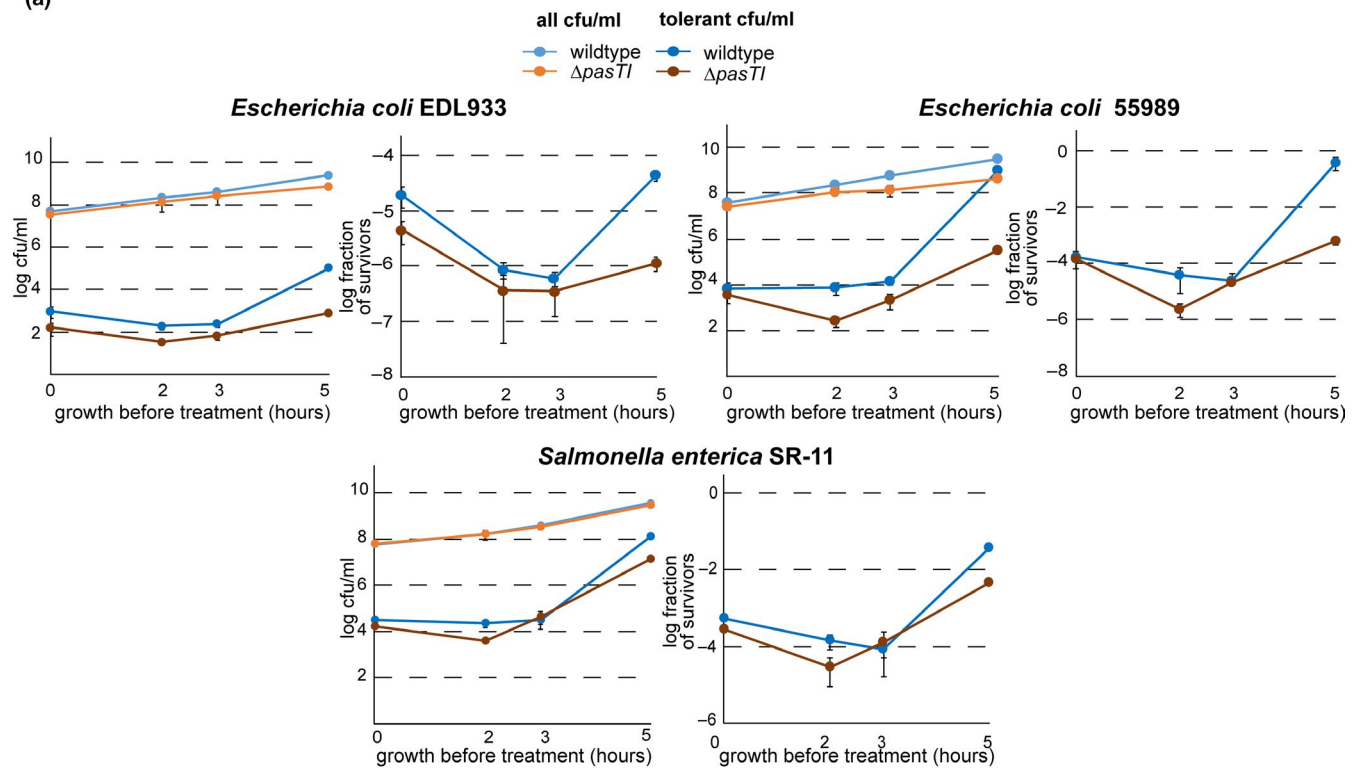 (a)
all cfu/ml tolerant cfu/ml
wildtype wildtype
ΔpasTI ΔpasTI
Escherichia coli EDL933
10
8
6
4
2
log cfu/ml
0 2 3 5
growth before treatment (hours)
–4
–5
–6
–7
–8
log fraction
of survivors
0 2 3 5
growth before treatment (hours)
Escherichia coli 55989
10
8
6
4
2
log cfu/ml
0 2 3 5
growth before treatment (hours)
0
–2
–4
–6
–8
log fraction
of survivors
0 2 3 5
growth before treatment (hours)
Salmonella enterica SR-11
10
8
6
4
2
log cfu/ml
0 2 3 5
growth before treatment (hours)
0
–2
–4
–6
log fraction
of survivors
0 2 3 5
growth before treatment (hours)